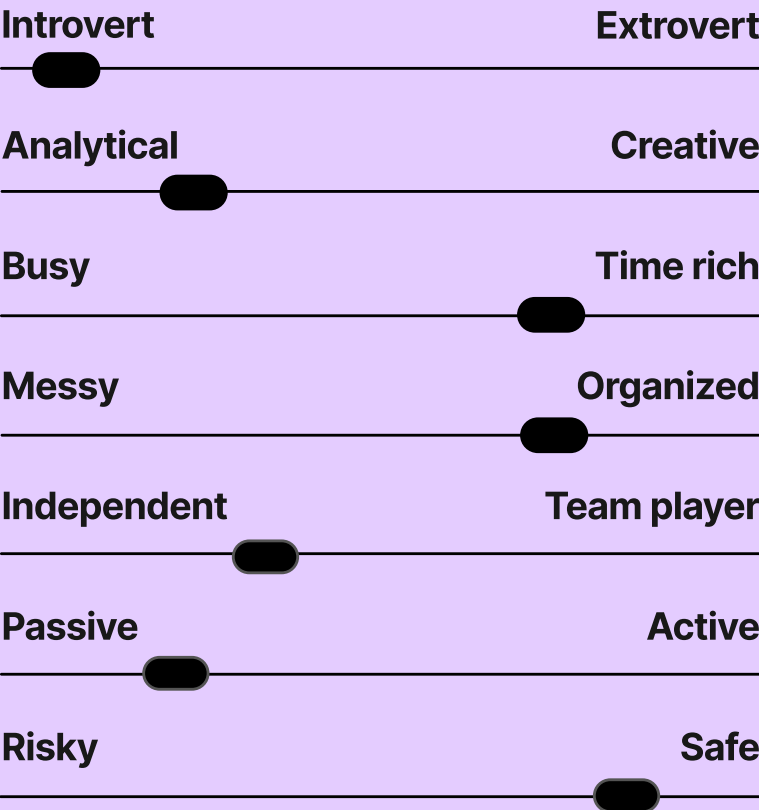 Introvert Extrovert
Analytical Creative
Busy Time rich
Messy Organized
Independent Team player
Passive Active
Risky Safe